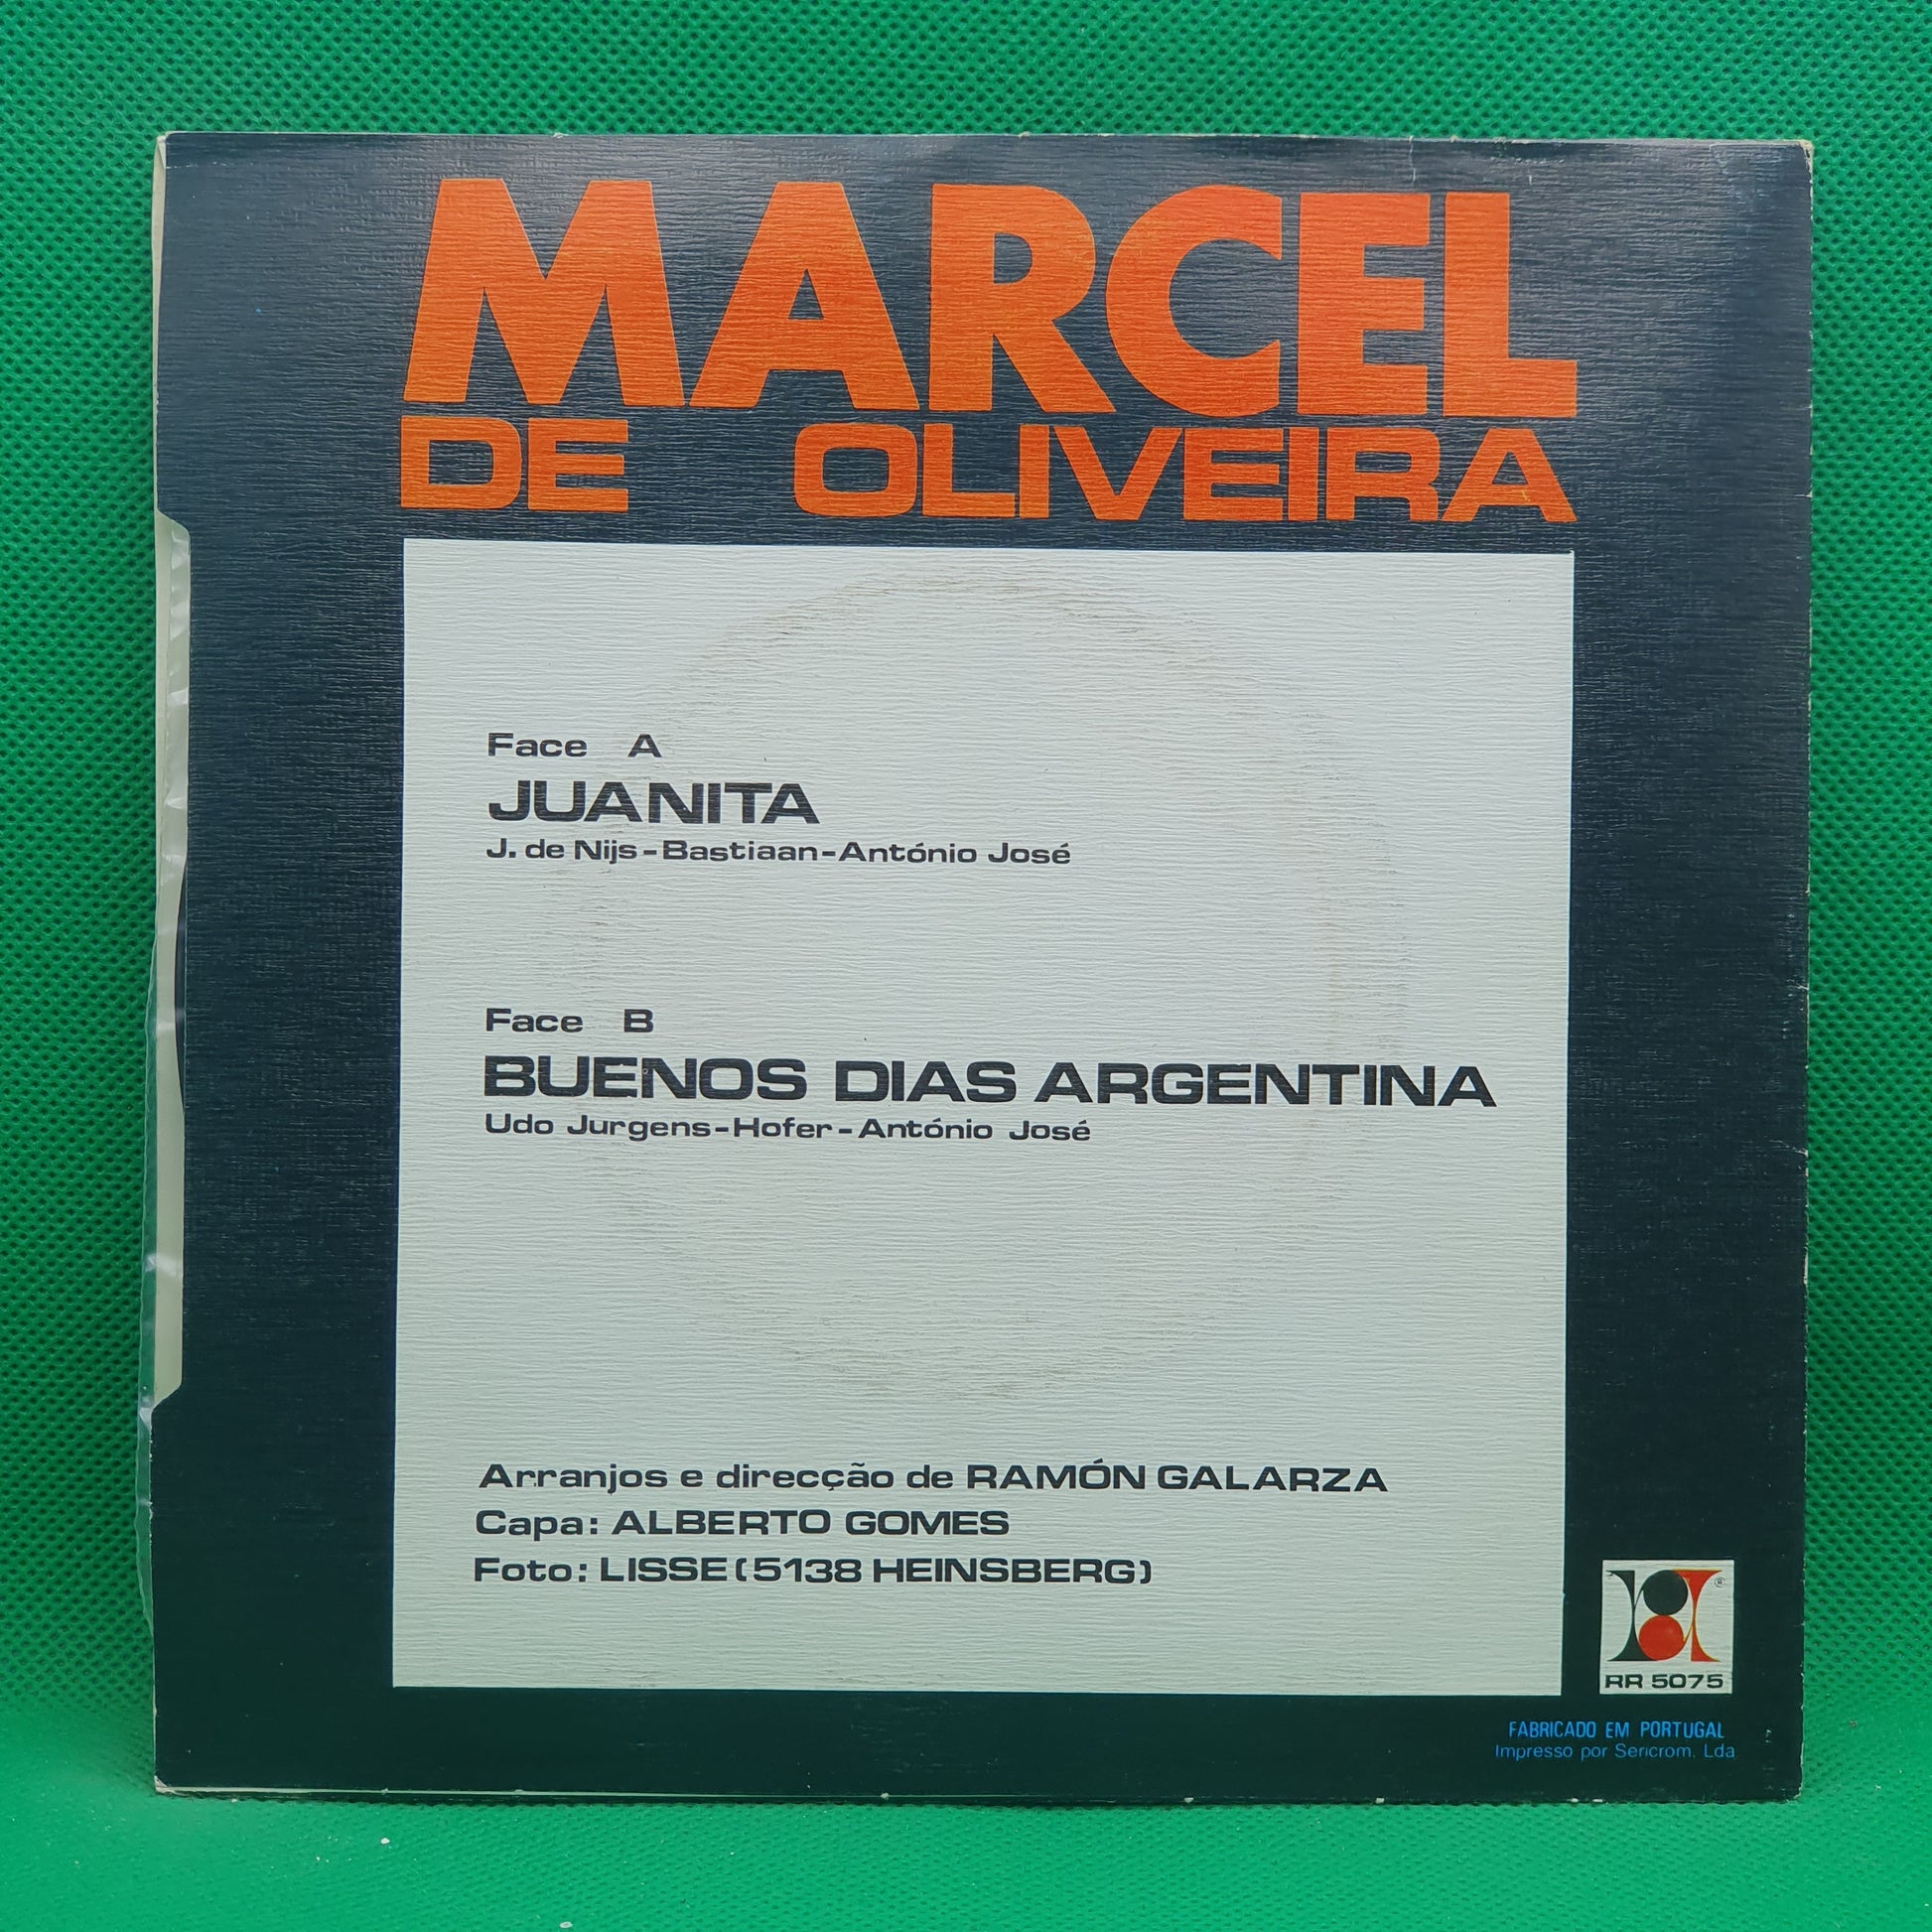 MARCEL
DE OLIVEIRA
Face A
JUANITA
J. de Nijs-Bastiaan-António José
Face B
BUENOS DIAS ARGENTINA
Udo Jurgens-Hofer-António José
Arranjos e direcção de RAMÓN GALARZA
Capa: ALBERTO GOMES
Foto: LISSE (5138 HEINSBERG)
®
RR 5075
FABRICADO EM PORTUGAL
Impresso por Sericrom, Lda